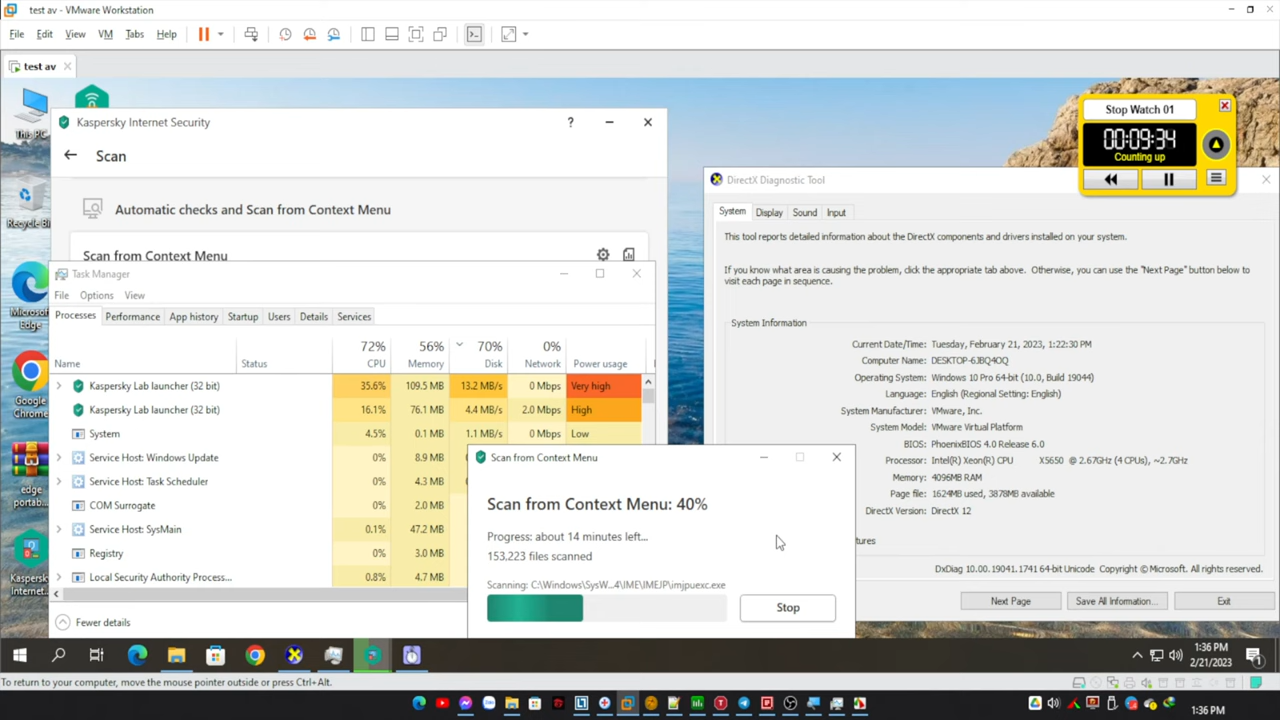 test av - VMware Workstation
File Edit View VM Tabs Help
test av
This PC
Recycle Bi
Microsof
Edge
Google
Chrome
edge
portab...
Kaspersky
Internet...
Kaspersky Internet Security
?
Scan
Automatic checks and Scan from Context Menu
Scan from Context Menu
Task Manager
File Options View
Processes Performance App history Startup Users Details Services
72% 56% 70% 0%
Name Status CPU Memory Disk Network Power usage
Kaspersky Lab launcher (32 bit) 35.6% 109.5 MB 13.2 MB/s 0 Mbps Very high
Kaspersky Lab launcher (32 bit) 16.1% 76.1 MB 4.4 MB/s 2.0 Mbps High
System 4.5% 0.1 MB 1.1 MB/s 0 Mbps Low
Service Host: Windows Update 0% 8.9 MB
Service Host: Task Scheduler 0% 4.3 MB
COM Surrogate 0% 2.0 MB
Service Host: SysMain 0.1% 47.2 MB
Registry 0% 3.0 MB
Local Security Authority Process... 0.8% 4.7 MB
Fewer details
Scan from Context Menu
Scan from Context Menu: 40%
Progress: about 14 minutes left...
153,223 files scanned
Scanning: C:\Windows\SysW...4\IME\IMEJP\imjpuexc.exe
Stop
Stop Watch 01
00:09:34
Counting up
DirectX Diagnostic Tool
System Display Sound Input
This tool reports detailed information about the DirectX components and drivers installed on your system.
If you know what area is causing the problem, click the appropriate tab above. Otherwise, you can use the "Next Page" button below to
visit each page in sequence.
System Information
Current Date/Time: Tuesday, February 21, 2023, 1:22:30 PM
Computer Name: DESKTOP-6JBQ4OQ
Operating System: Windows 10 Pro 64-bit (10.0, Build 19044)
Language: English (Regional Setting: English)
System Manufacturer: VMware, Inc.
System Model: VMware Virtual Platform
BIOS: PhoenixBIOS 4.0 Release 6.0
Processor: Intel(R) Xeon(R) CPU X5650 @ 2.67GHz (4 CPUs), ~2.7GHz
Memory: 4096MB RAM
Page file: 1624MB used, 3878MB available
DirectX Version: DirectX 12
atures
DxDiag 10.00.19041.1741 64-bit Unicode Copyright © Microsoft. All rights reserved.
Next Page Save All Information... Exit
1:36 PM
2/21/2023
1
To return to your computer, move the mouse pointer outside or press Ctrl+Alt.
1:36 PM